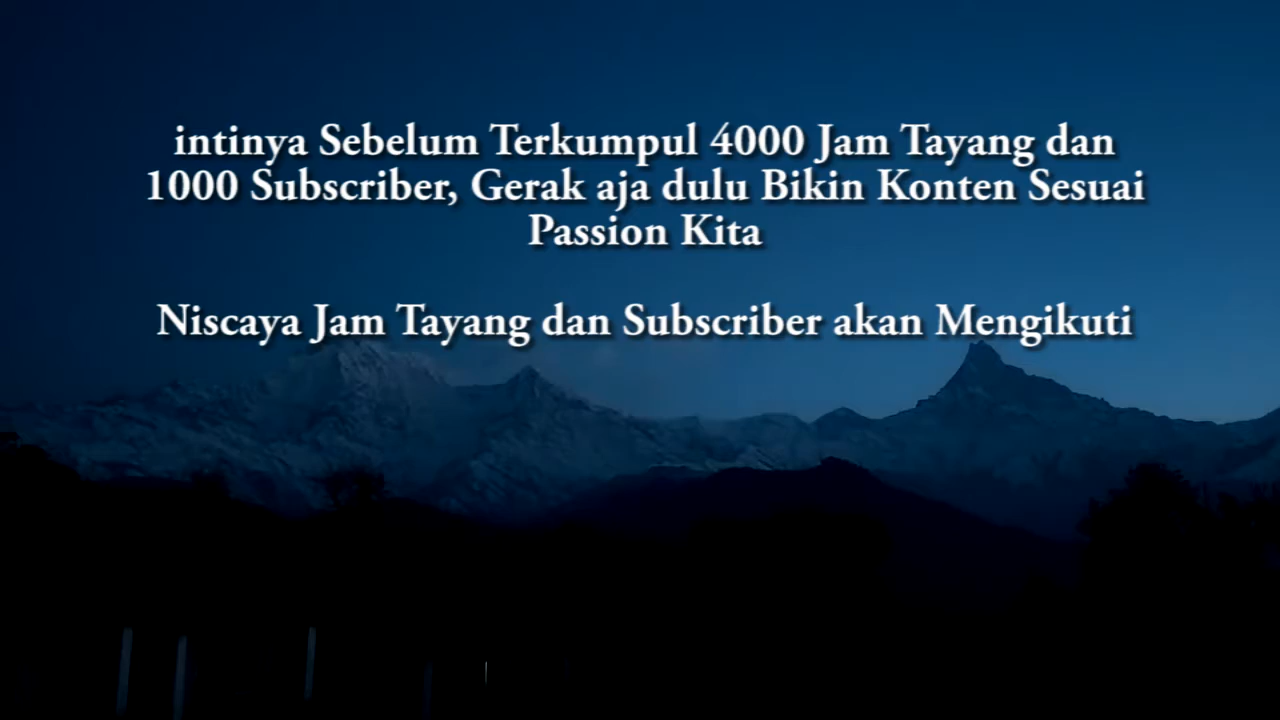 intinya Sebelum Terkumpul 4000 Jam Tayang dan
1000 Subscriber, Gerak aja dulu Bikin Konten Sesuai
Passion Kita
Niscaya Jam Tayang dan Subscriber akan Mengikuti